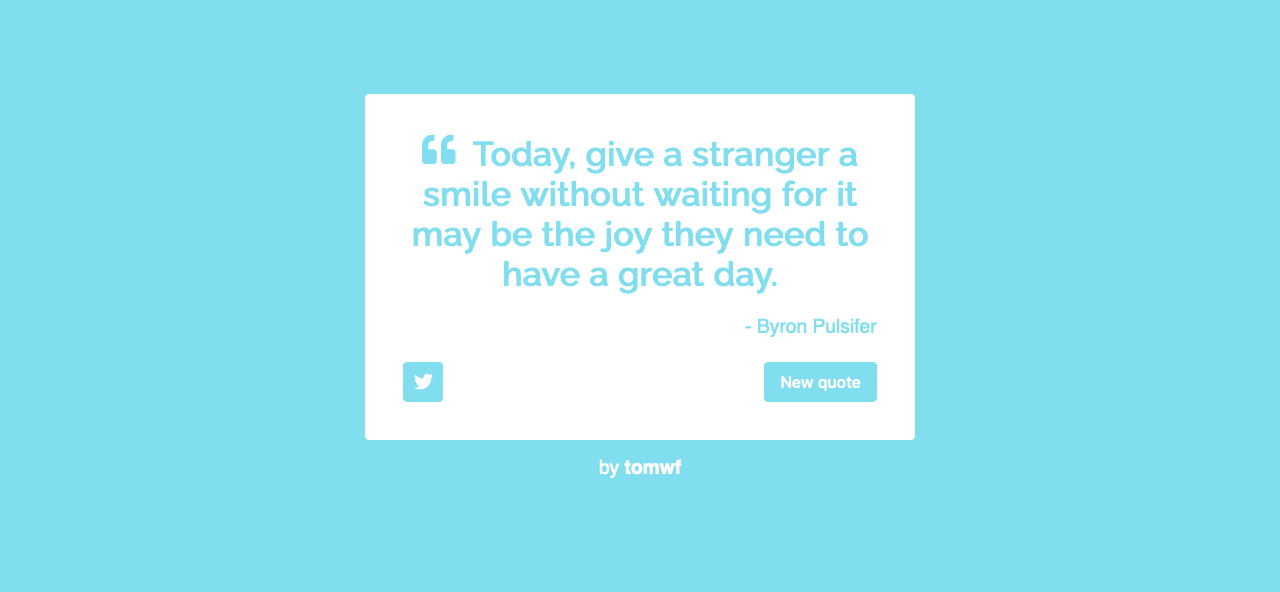 Today, give a stranger a
smile without waiting for it
may be the joy they need to
have a great day.
- Byron Pulsifer
New quote
by tomwf